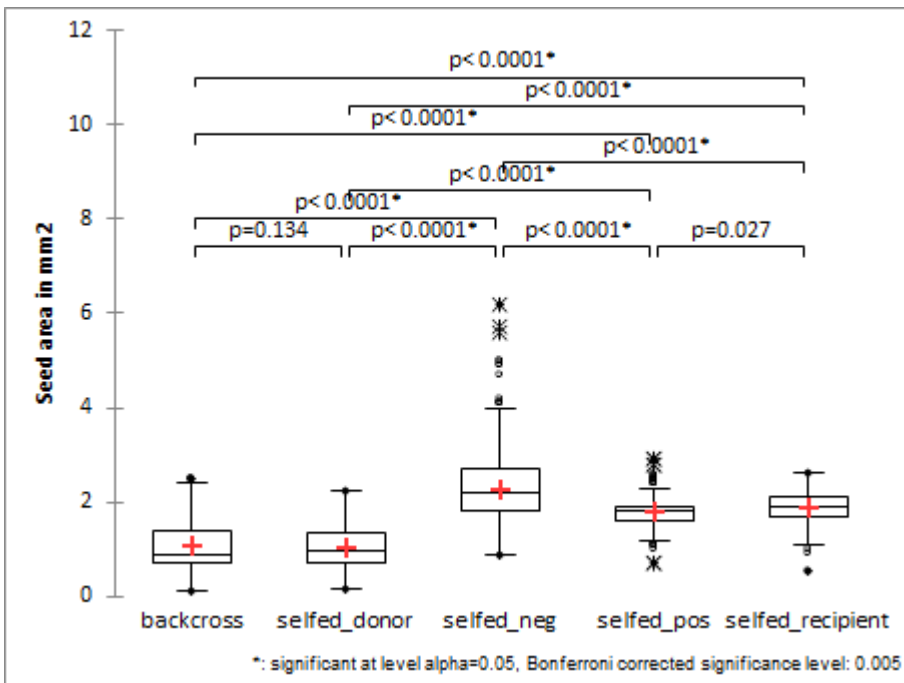 12
p< 0.0001*
p< 0.0001*
10
p< 0.0001*
p< 0.0001*
p< 0.0001*
p< 0.0001*
8
p=0.134
p< 0.0001*
p< 0.0001*
p=0.027
6
Seed area in mm2
4
2
0
backcross
selfed_donor
selfed_neg
selfed_pos
selfed_recipient
*: significant at level alpha=0.05, Bonferroni corrected significance level: 0.005